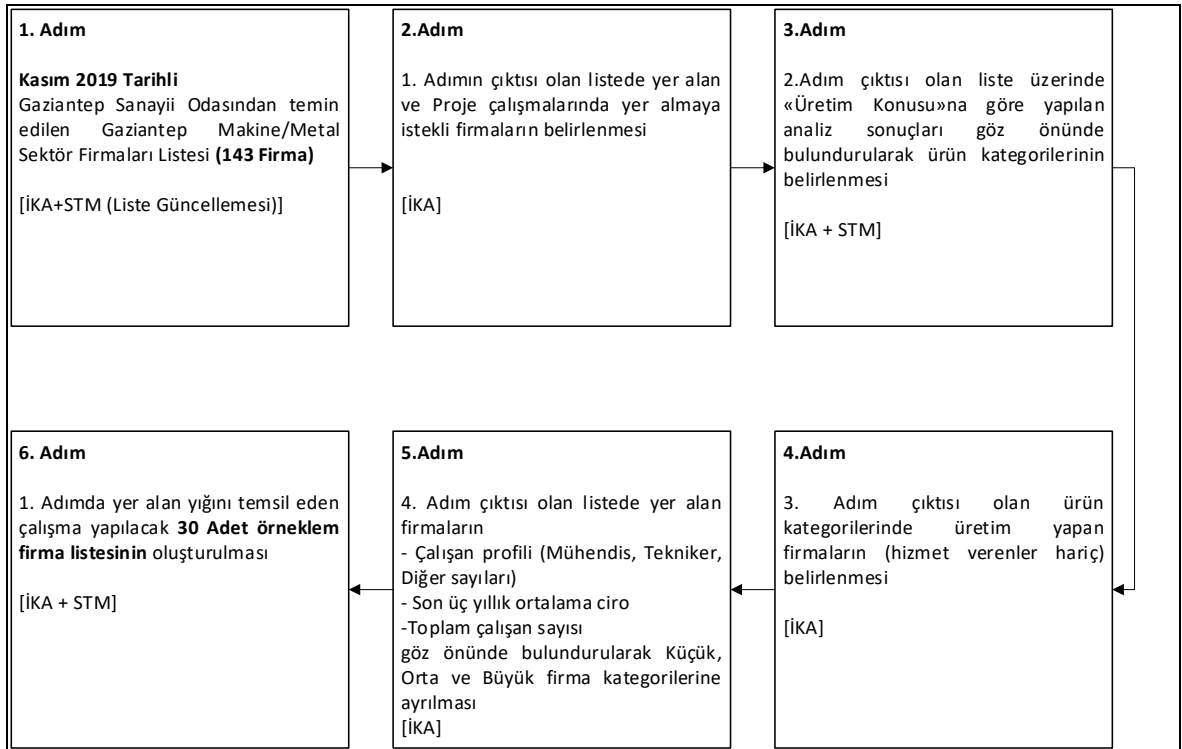 1. Adım
Kasım 2019 Tarihli
Gaziantep Sanayii Odasından temin
edilen Gaziantep Makine/Metal
Sektör Firmaları Listesi (143 Firma)
[İKA+STM (Liste Güncellemesi)]
2.Adım
1. Adımın çıktısı olan listede yer alan
ve Proje çalışmalarında yer almaya
istekli firmaların belirlenmesi
[İKA]
3.Adım
2.Adım çıktısı olan liste üzerinde
«Üretim Konusu»na göre yapılan
analiz sonuçları göz önünde
bulundurularak ürün kategorilerinin
belirlenmesi
[İKA + STM]
4.Adım
3. Adım çıktısı olan ürün
kategorilerinde üretim yapan
firmaların (hizmet verenler hariç)
belirlenmesi
[İKA]
5.Adım
4. Adım çıktısı olan listede yer alan
firmaların
- Çalışan profili (Mühendis, Tekniker,
Diğer sayıları)
- Son üç yıllık ortalama ciro
-Toplam çalışan sayısı
göz önünde bulundurularak Küçük,
Orta ve Büyük firma kategorilerine
ayrılması
[İKA]
6. Adım
1. Adımda yer alan yığını temsil eden
çalışma yapılacak 30 Adet örneklem
firma listesinin oluşturulması
[İKA + STM]